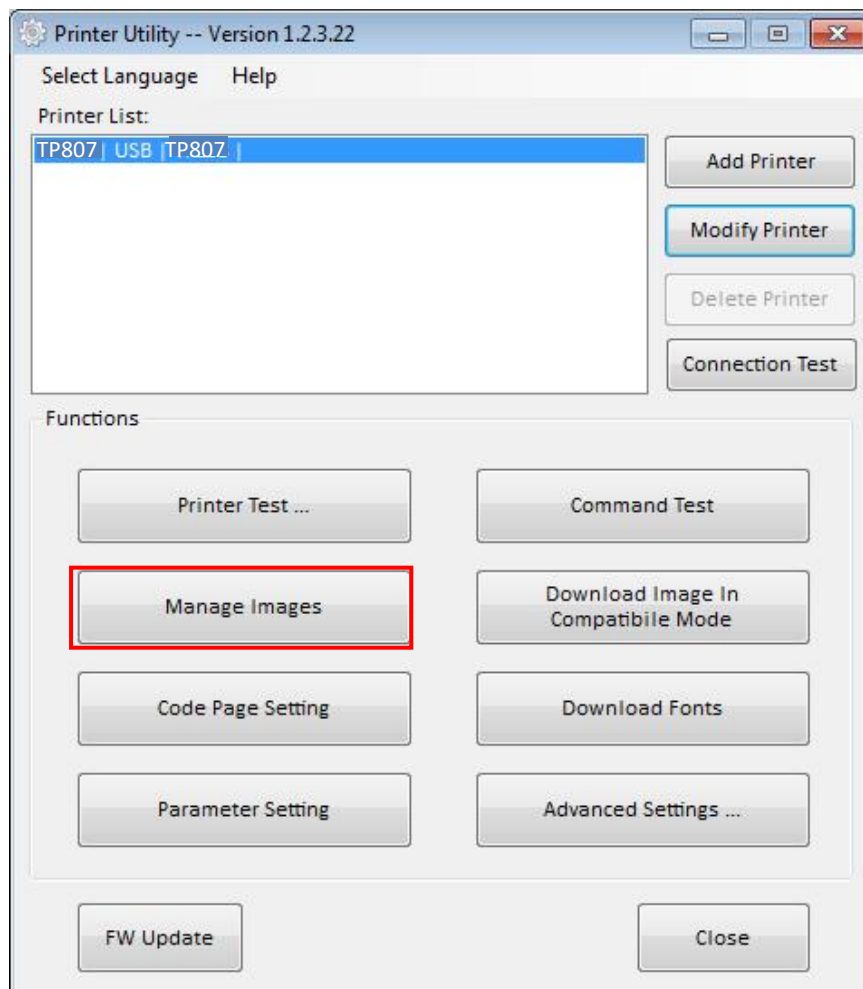 Printer Utility -- Version 1.2.3.22
Select Language Help
Printer List:
TP807 | USB | TP807 |
Add Printer
Modify Printer
Delete Printer
Connection Test
Functions
Printer Test ...
Command Test
Manage Images
Download Image In
Compatibile Mode
Code Page Setting
Download Fonts
Parameter Setting
Advanced Settings ...
FW Update
Close